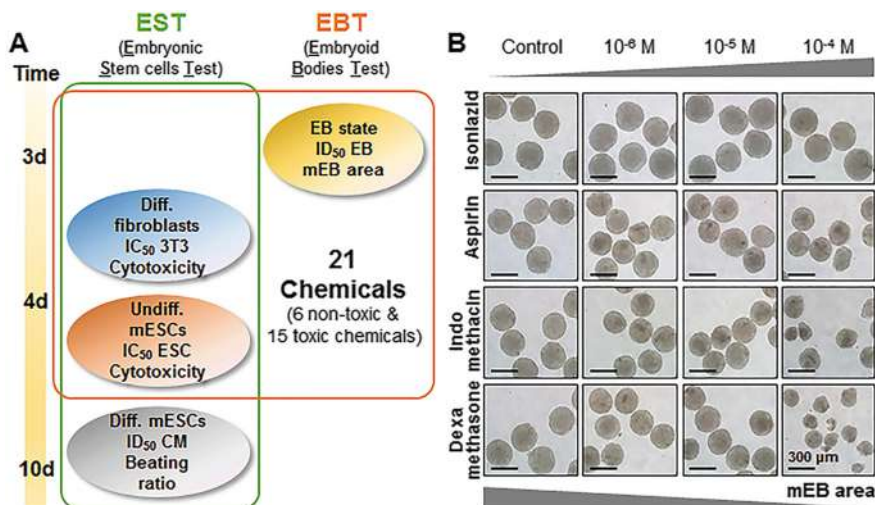 A
EST
(Embryonic
Stem cells Test)
EBT
(Embryoid
Bodies Test)
Time
3d
4d
10d
EB state
ID₅₀ EB
mEB area
Diff.
fibroblasts
IC₅₀ 3T3
Cytotoxicity
21
Chemicals
(6 non-toxic &
15 toxic chemicals)
Undiff.
mESCs
IC₅₀ ESC
Cytotoxicity
Diff. mESCs
ID₅₀ CM
Beating
ratio
B
Control 10⁻⁶ M 10⁻⁵ M 10⁻⁴ M
Isoniazid
Aspirin
Indo
methacin
Dexa
methasone
300 µm
mEB area